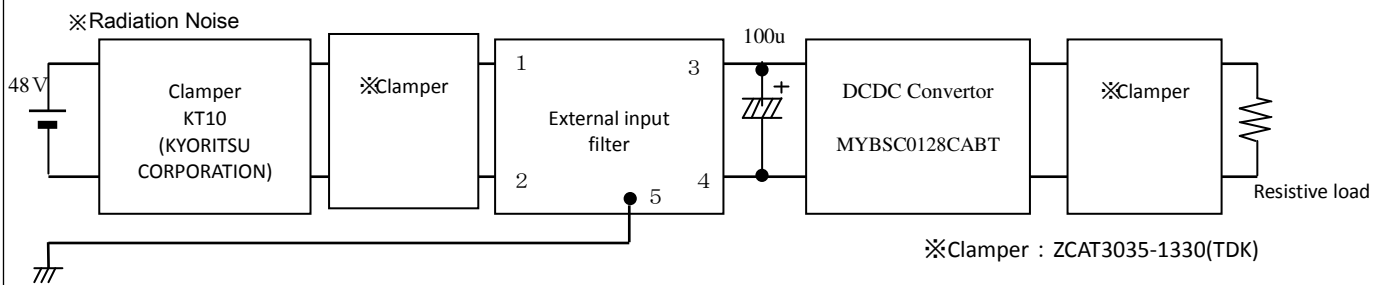 ※Radiation Noise
48V
Clamper
KT10
(KYORITSU
CORPORATION)
※Clamper
1
2
3
4
5
External input
filter
100u
+
DCDC Convertor
MYBSC0128CABT
※Clamper
Resistive load
※Clamper : ZCAT3035-1330(TDK)